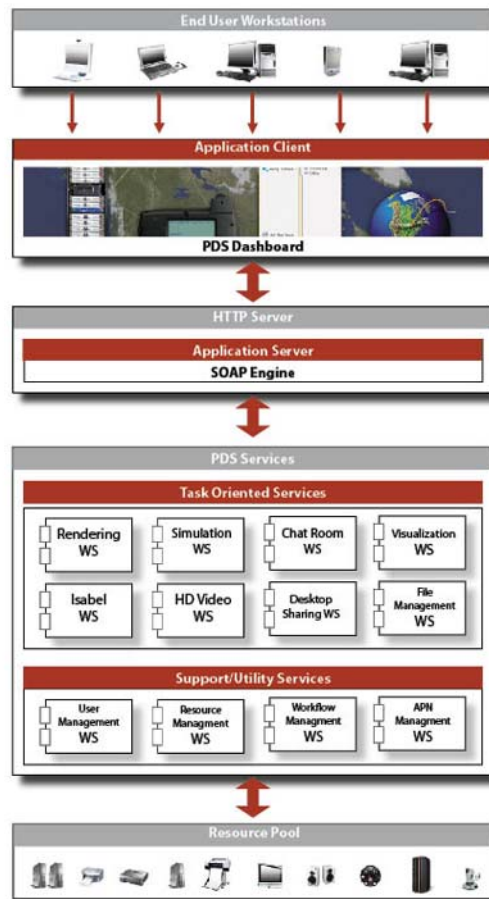 End User Workstations
Application Client
PDS Dashboard
HTTP Server
Application Server
SOAP Engine
PDS Services
Task Oriented Services
Rendering
WS
Simulation
WS
Chat Room
WS
Visualization
WS
Isabel
WS
HD Video
WS
Desktop
Sharing WS
File
Management
WS
Support/Utility Services
User
Management
WS
Resource
Managment
WS
Workflow
Managment
WS
APN
Managment
WS
Resource Pool